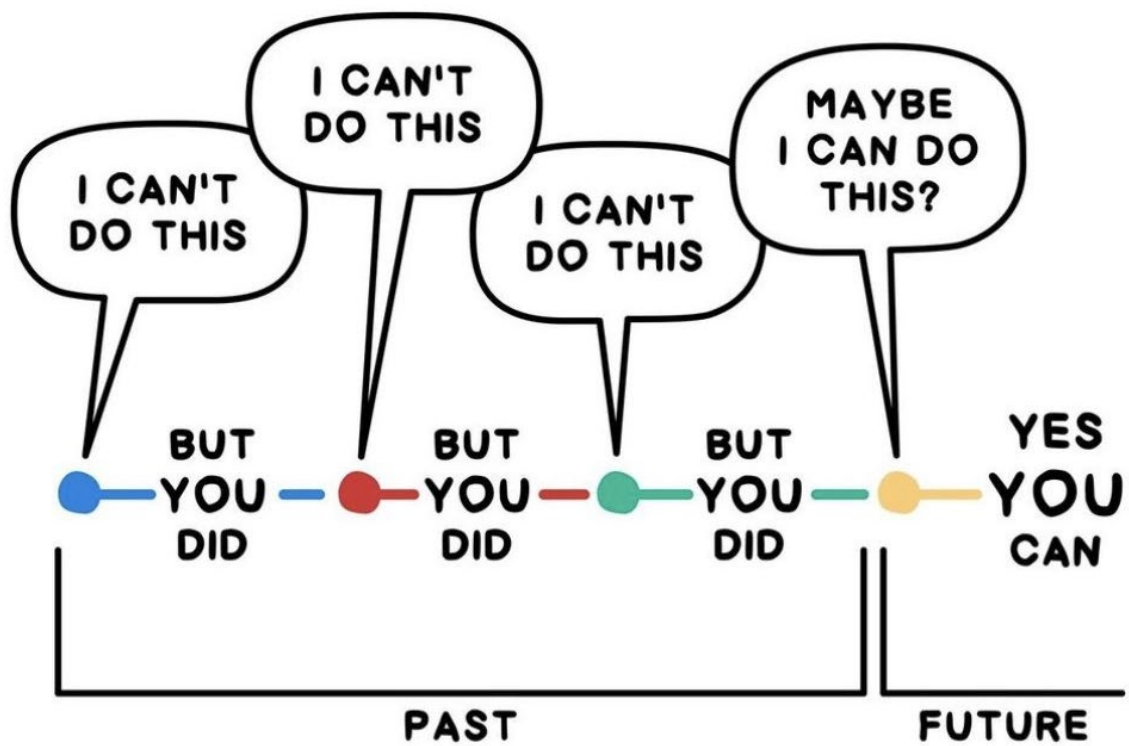 I CAN'T
DO THIS
I CAN'T
DO THIS
I CAN'T
DO THIS
MAYBE
I CAN DO
THIS?
BUT
YOU
DID
BUT
YOU
DID
BUT
YOU
DID
YES
YOU
CAN
PAST
FUTURE